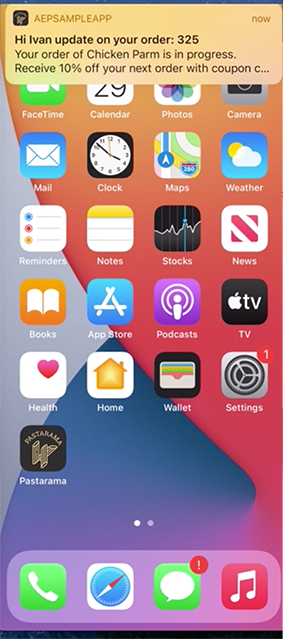 AEPSAMPLEAPP now
Hi Ivan update on your order: 325
Your order of Chicken Parm is in progress.
Receive 10% off your next order with coupon c...
29
FaceTime Calendar Photos Camera
280
Mail Clock Maps Weather
Reminders Notes Stocks News
tv
Books App Store Podcasts TV
1
Health Home Wallet Settings
PASTARAMA
Pastarama
!